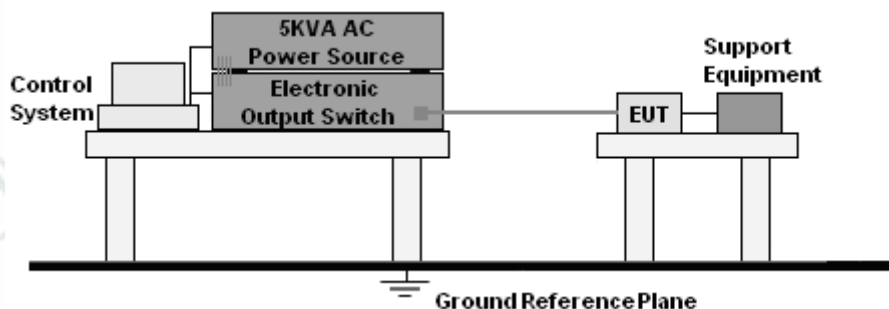 5KVA AC
Power Source
Control
System
Electronic
Output Switch
EUT
Support
Equipment
Ground Reference Plane